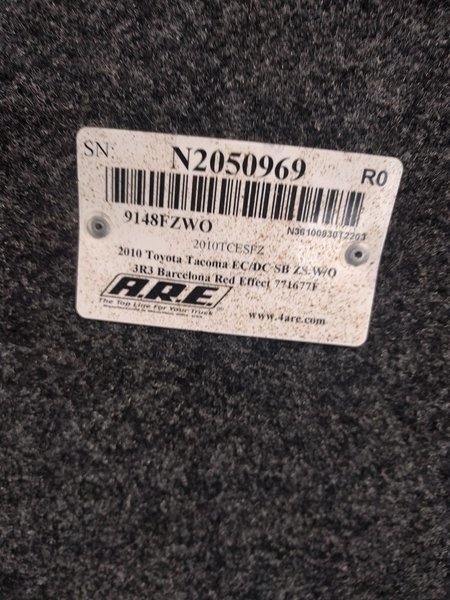 SN: N2050969 R0
9148FZWO N36100830T2203
2010TCESFZ
2010 Toyota Tacoma EC/DC SB ZS W/O
3R3 Barcelona Red Effect 771677F
A.R.E.
The Top Line For Your Truck
www.4are.com